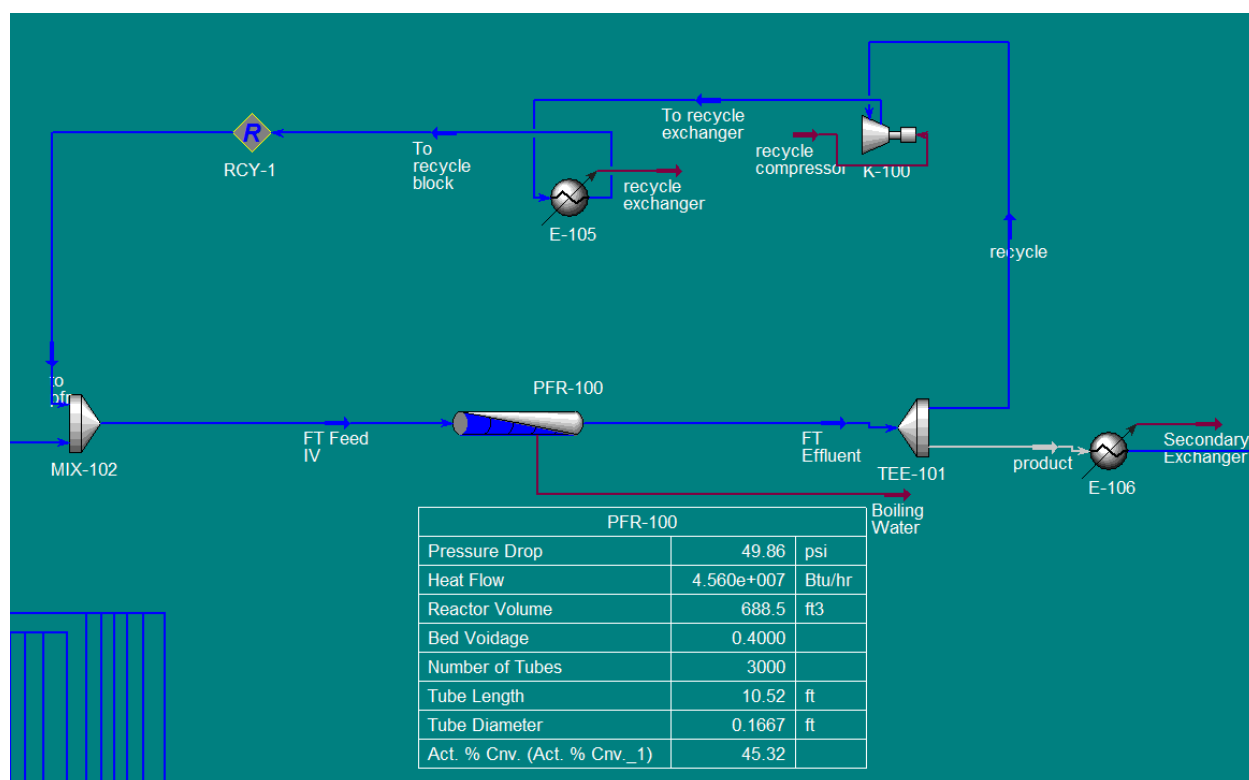 To recycle
exchanger
recycle
compressor
K-100
R
RCY-1
To
recycle
block
recycle
exchanger
E-105
recycle
to
pfr
MIX-102
FT Feed
IV
PFR-100
FT
Effluent
TEE-101
product
E-106
Secondary
Exchanger
Boiling
Water
PFR-100
Pressure Drop 49.86 psi
Heat Flow 4.560e+007 Btu/hr
Reactor Volume 688.5 ft3
Bed Voidage 0.4000
Number of Tubes 3000
Tube Length 10.52 ft
Tube Diameter 0.1667 ft
Act. % Cnv. (Act. % Cnv._1) 45.32